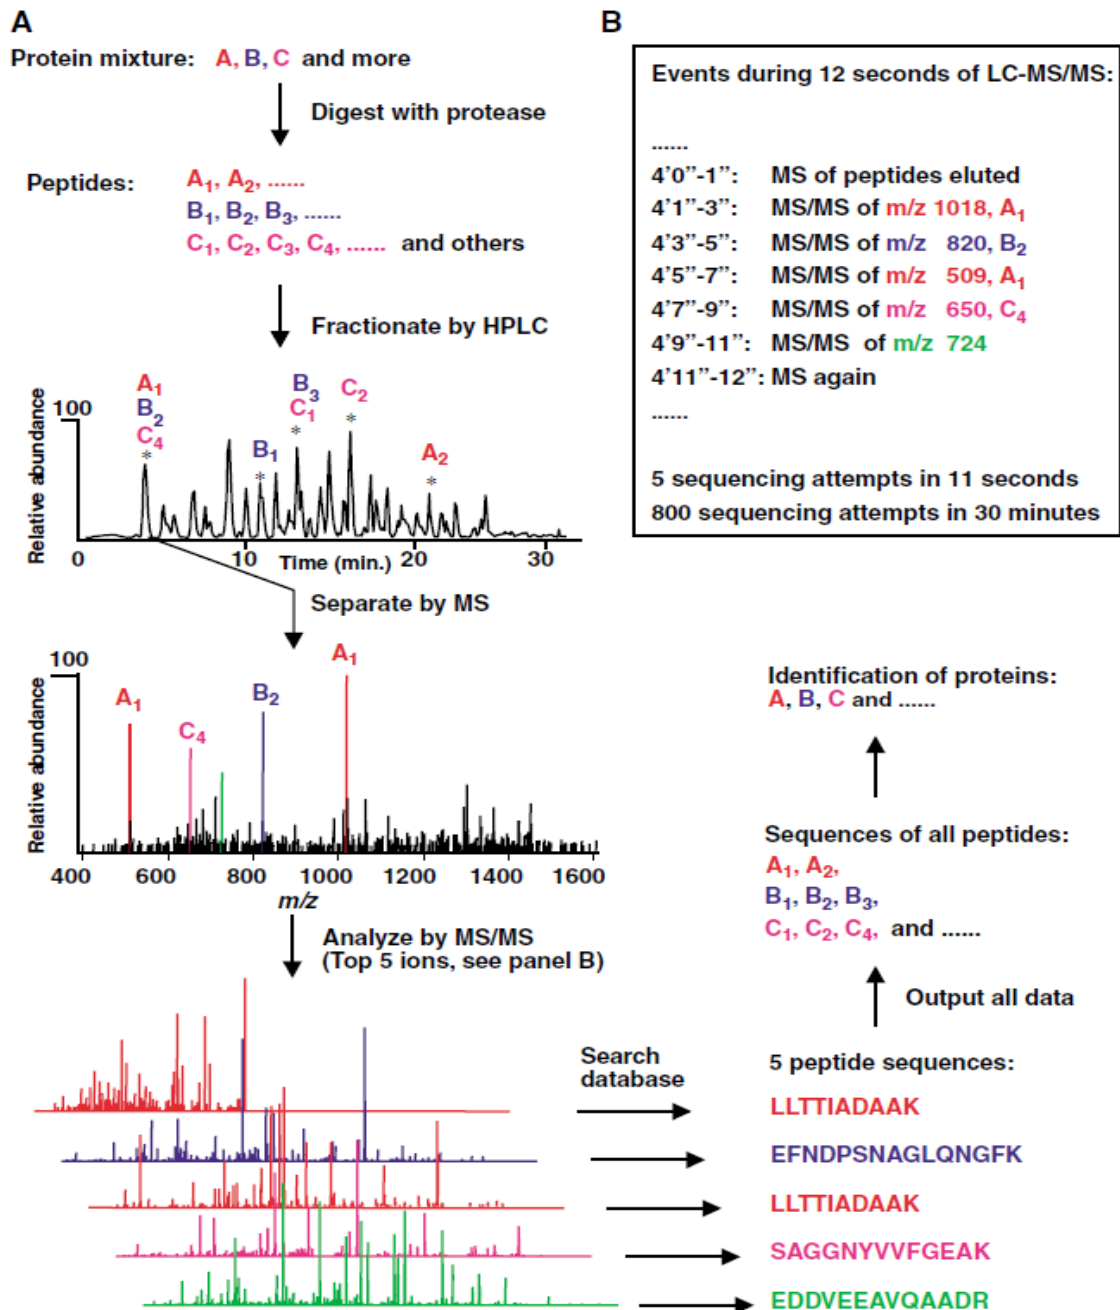 A
Protein mixture: A, B, C and more
Digest with protease
Peptides:
A1, A2, ......
B1, B2, B3, ......
C1, C2, C3, C4, ...... and others
Fractionate by HPLC
Relative abundance
100
A1
B2
C4
*
B1
*
B3
C1
*
C2
*
A2
*
0 10 20 30
Time (min.)
Separate by MS
Relative abundance
100
A1
C4
B2
A1
400 600 800 1000 1200 1400 1600
m/z
Analyze by MS/MS
(Top 5 ions, see panel B)
Search
database
5 peptide sequences:
LLTTIADAAK
EFNDPSNAGLQNGFK
LLTTIADAAK
SAGGNYVVFGEAK
EDDVEEAVQAADR
Output all data
Sequences of all peptides:
A1, A2,
B1, B2, B3,
C1, C2, C4, and ......
Identification of proteins:
A, B, C and ......
B
Events during 12 seconds of LC-MS/MS:
......
4'0"-1": MS of peptides eluted
4'1"-3": MS/MS of m/z 1018, A1
4'3"-5": MS/MS of m/z 820, B2
4'5"-7": MS/MS of m/z 509, A1
4'7"-9": MS/MS of m/z 650, C4
4'9"-11": MS/MS of m/z 724
4'11"-12": MS again
......
5 sequencing attempts in 11 seconds
800 sequencing attempts in 30 minutes